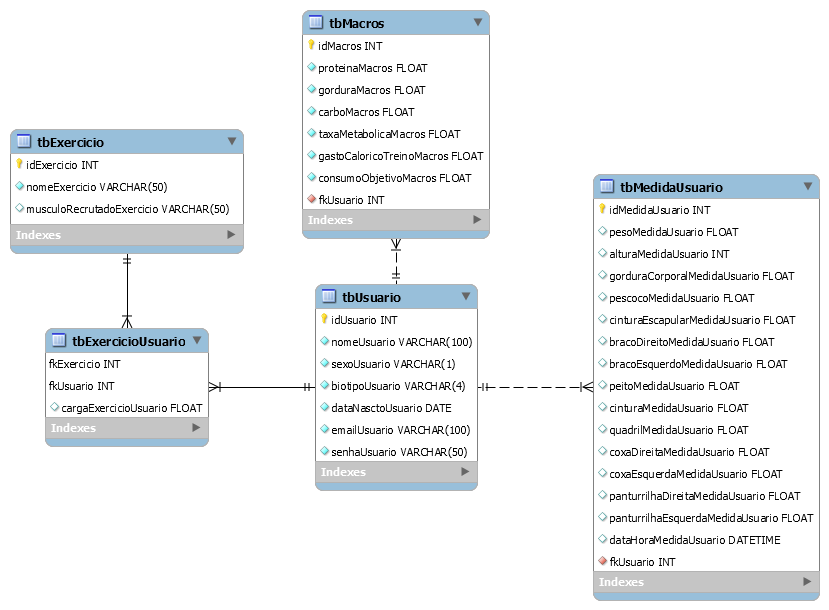 tbMacros
idMacros INT
proteinaMacros FLOAT
gorduraMacros FLOAT
carboMacros FLOAT
taxaMetabolicaMacros FLOAT
gastoCaloricoTreinoMacros FLOAT
consumoObjetivoMacros FLOAT
fkUsuario INT
Indexes
tbExercicio
idExercicio INT
nomeExercicio VARCHAR(50)
musculoRecrutadoExercicio VARCHAR(50)
Indexes
tbExercicioUsuario
fkExercicio INT
fkUsuario INT
cargaExercicioUsuario FLOAT
Indexes
tbUsuario
idUsuario INT
nomeUsuario VARCHAR(100)
sexoUsuario VARCHAR(1)
biotipoUsuario VARCHAR(4)
dataNasctoUsuario DATE
emailUsuario VARCHAR(100)
senhaUsuario VARCHAR(50)
Indexes
tbMedidaUsuario
idMedidaUsuario INT
pesoMedidaUsuario FLOAT
alturaMedidaUsuario INT
gorduraCorporalMedidaUsuario FLOAT
pescocoMedidaUsuario FLOAT
cinturaEscapularMedidaUsuario FLOAT
bracoDireitoMedidaUsuario FLOAT
bracoEsquerdoMedidaUsuario FLOAT
peitoMedidaUsuario FLOAT
cinturaMedidaUsuario FLOAT
quadrilMedidaUsuario FLOAT
coxaDireitaMedidaUsuario FLOAT
coxaEsquerdaMedidaUsuario FLOAT
panturrilhaDireitaMedidaUsuario FLOAT
panturrilhaEsquerdaMedidaUsuario FLOAT
dataHoraMedidaUsuario DATETIME
fkUsuario INT
Indexes